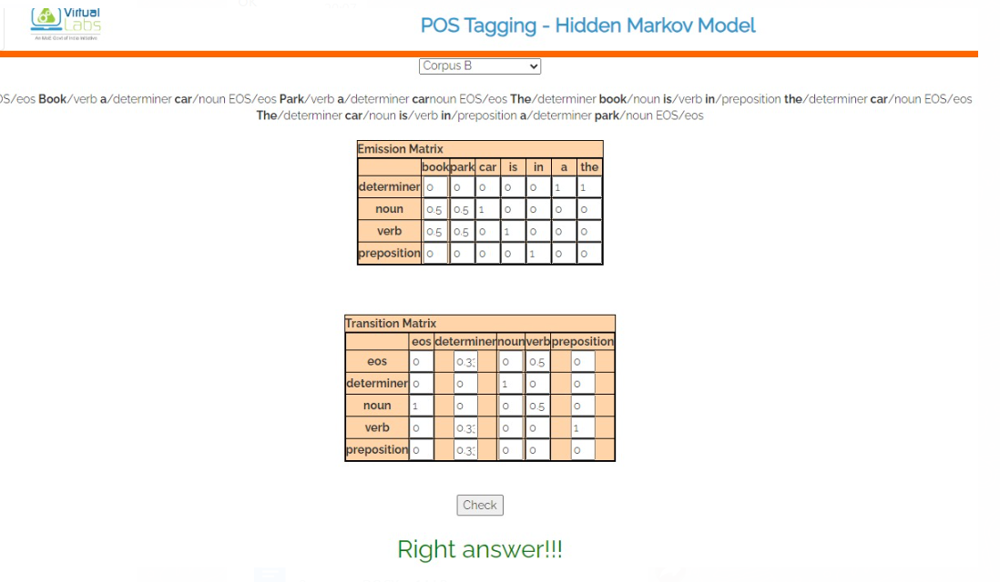 Virtual
Labs
POS Tagging - Hidden Markov Model
Corpus B
OS/eos Book/verb a/determiner car/noun EOS/eos Park/verb a/determiner carnoun EOS/eos The/determiner book/noun is/verb in/preposition the/determiner car/noun EOS/eos
The/determiner car/noun is/verb in/preposition a/determiner park/noun EOS/eos
Emission Matrix
book park car is in a the
determiner 0 0 0 0 0 1 1
noun 0.5 0.5 1 0 0 0 0
verb 0.5 0.5 0 1 0 0 0
preposition 0 0 0 0 1 0 0
Transition Matrix
eos determiner noun verb preposition
eos 0 0.3 0 0.5 0
determiner 0 0 1 0 0
noun 1 0 0 0.5 0
verb 0 0.3 0 0 1
preposition 0 0.3 0 0 0
Check
Right answer!!!